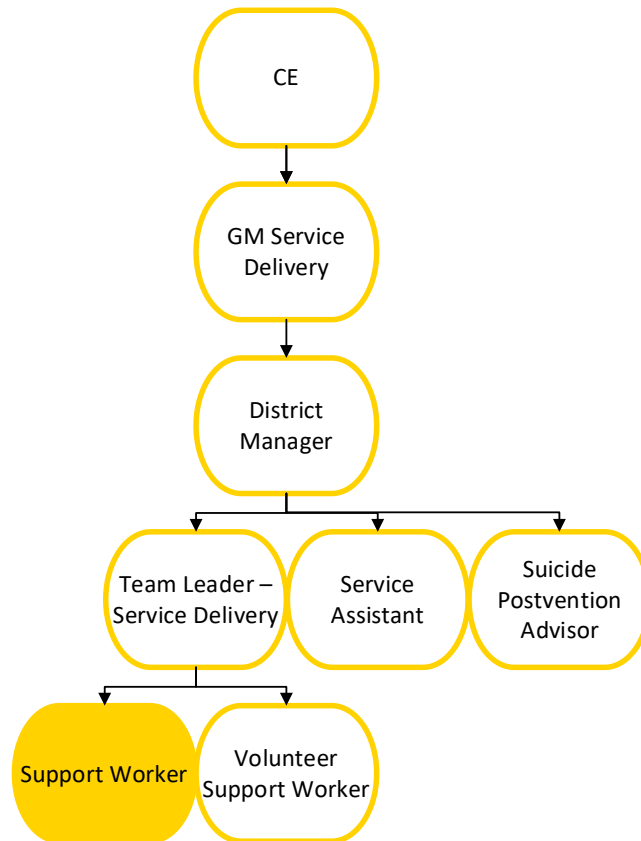 CE
GM Service
Delivery
District
Manager
Team Leader –
Service Delivery
Service
Assistant
Suicide
Postvention
Advisor
Support Worker
Volunteer
Support Worker